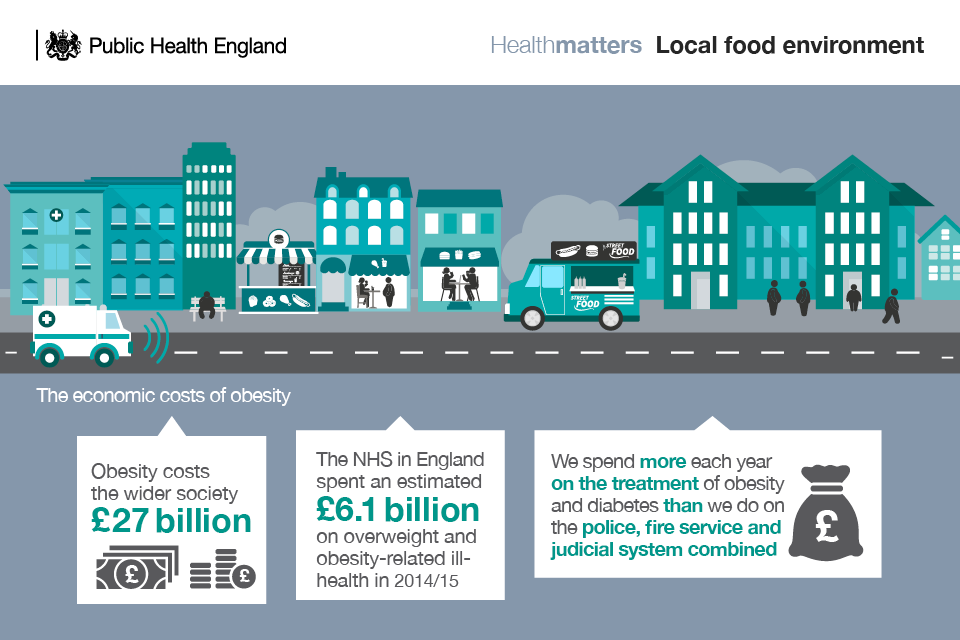 Public Health England
Healthmatters Local food environment
STREET
FOOD
STREET
FOOD
The economic costs of obesity
Obesity costs
the wider society
£27 billion
£
£
The NHS in England
spent an estimated
£6.1 billion
on overweight and
obesity-related ill-
health in 2014/15
We spend more each year
on the treatment of obesity
and diabetes than we do on
the police, fire service and
judicial system combined
£